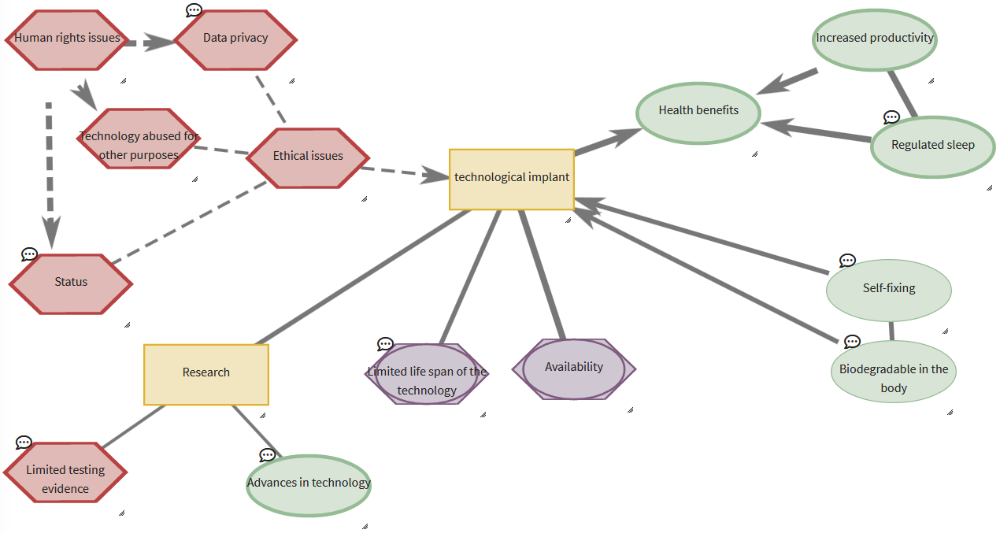 Human rights issues
Data privacy
Increased productivity
Health benefits
Technology abused for
other purposes
Ethical issues
Regulated sleep
technological implant
Status
Self-fixing
Research
Limited life span of the
technology
Availability
Biodegradable in the
body
Limited testing
evidence
Advances in technology